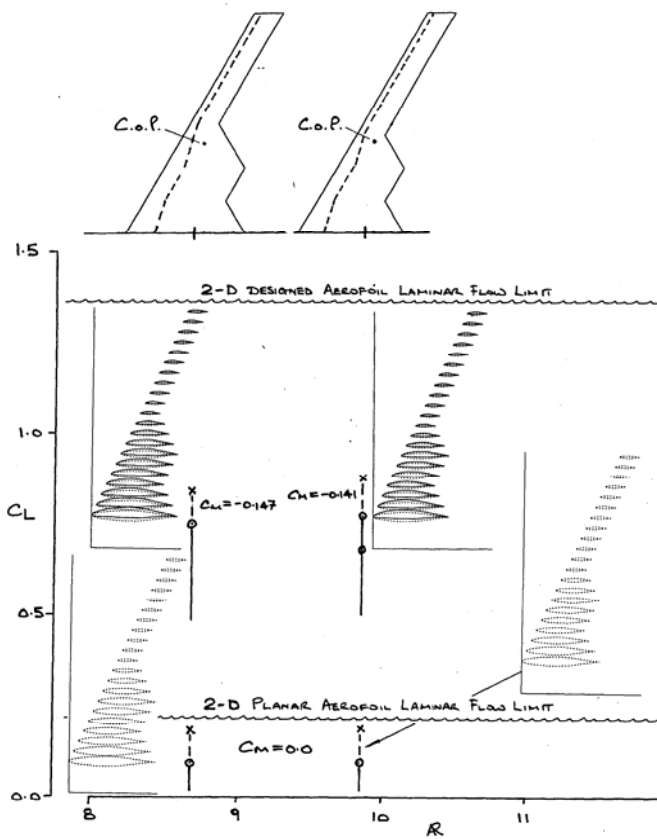 C.o.P.
C.o.P.
1.5
2-D DESIGNED AEROFOIL LAMINAR FLOW LIMIT
1.0
CL
CM=-0.147
CM=-0.141
0.5
2-D PLANAR AEROFOIL LAMINAR FLOW LIMIT
CM=0.0
0.0
8
9
10
11
AR